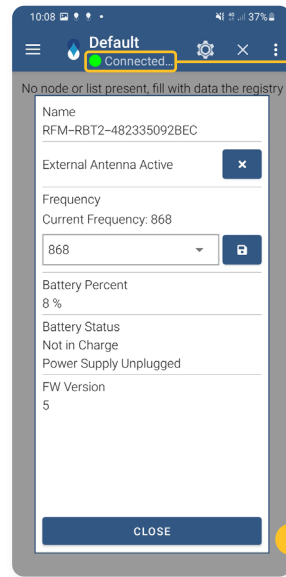 10:08 37%
Default
Connected...
No node or list present, fill with data the registry
Name
RFM-RBT2-482335092BEC
External Antenna Active
Frequency
Current Frequency: 868
868
Battery Percent
8 %
Battery Status
Not in Charge
Power Supply Unplugged
FW Version
5
CLOSE